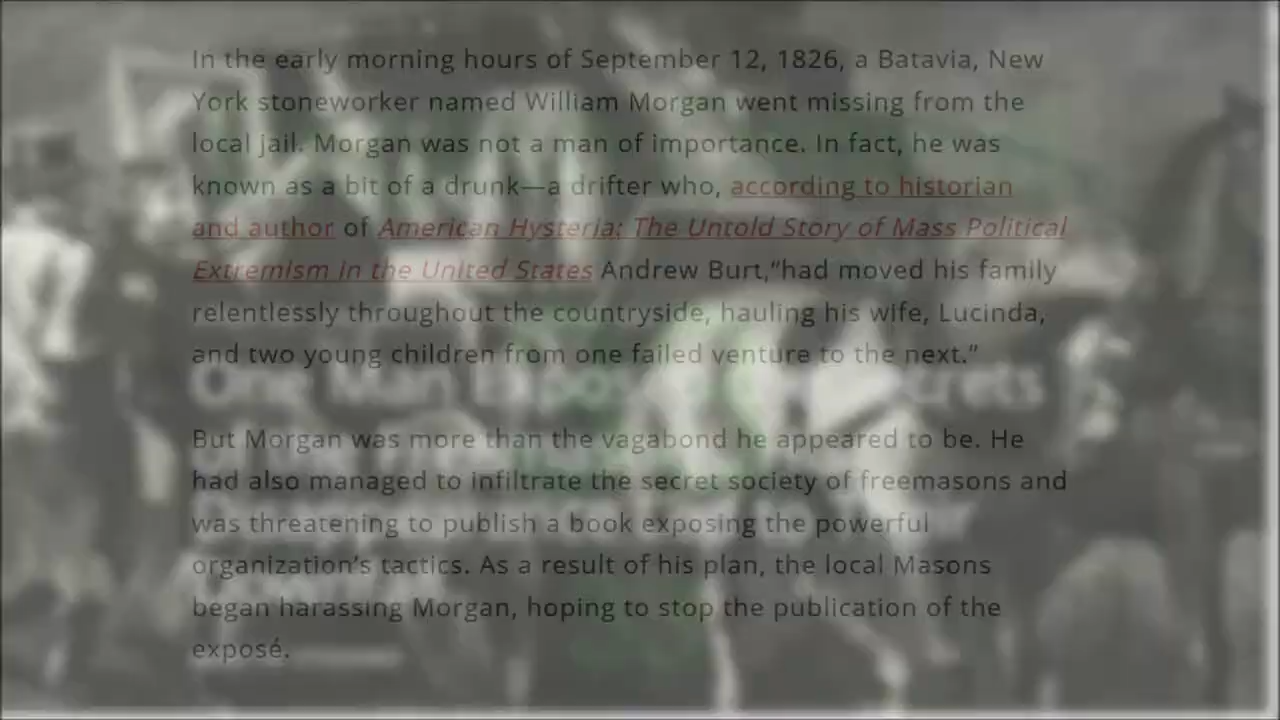 In the early morning hours of September 12, 1826, a Batavia, New
York stoneworker named William Morgan went missing from the
local jail. Morgan was not a man of importance. In fact, he was
known as a bit of a drunk—a drifter who, according to historian
and author of American Hysteria: The Untold Story of Mass Political
Extremism in the United States Andrew Burt,“had moved his family
relentlessly throughout the countryside, hauling his wife, Lucinda,
and two young children from one failed venture to the next.”
One Man Exposed
But Morgan was more than the vagabond he appeared to be. He
had also managed to infiltrate the secret society of freemasons and
was threatening to publish a book exposing the powerful
organization’s tactics. As a result of his plan, the local Masons
began harassing Morgan, hoping to stop the publication of the
exposé.